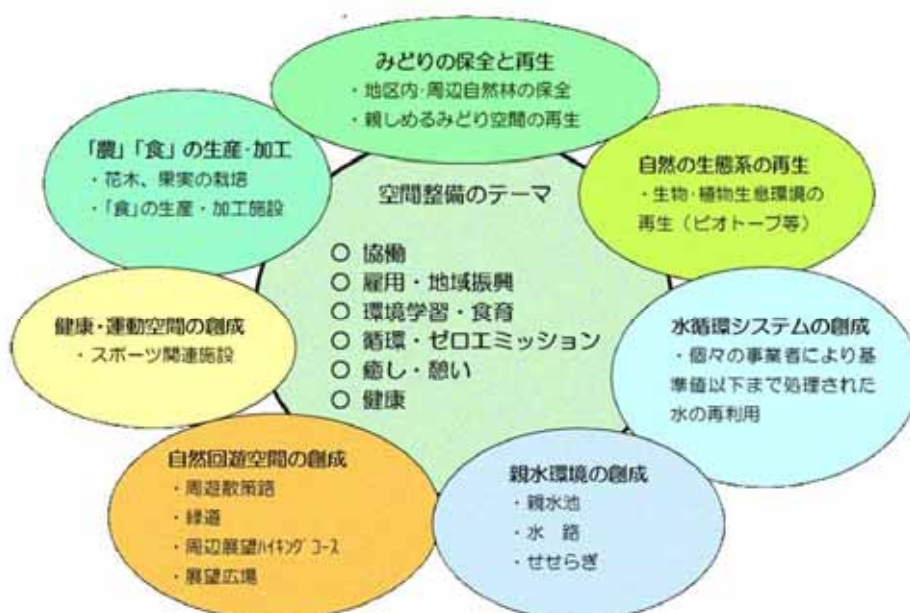 みどりの保全と再生
・地区内・周辺自然林の保全
・親しめるみどり空間の再生
「農」「食」の生産・加工
・花木、果実の栽培
・「食」の生産・加工施設
自然の生態系の再生
・生物・植物生息環境の
再生（ビオトープ等）
空間整備のテーマ
○ 協働
○ 雇用・地域振興
○ 環境学習・食育
○ 循環・ゼロエミッション
○ 癒し・憩い
○ 健康
健康・運動空間の創成
・スポーツ関連施設
水循環システムの創成
・個々の事業者により基
準値以下まで処理された
水の再利用
自然回遊空間の創成
・周遊散策路
・緑道
・周辺展望ﾊｲｷﾝｸﾞｺｰｽ
・展望広場
親水環境の創成
・親水池
・水　路
・せせらぎ